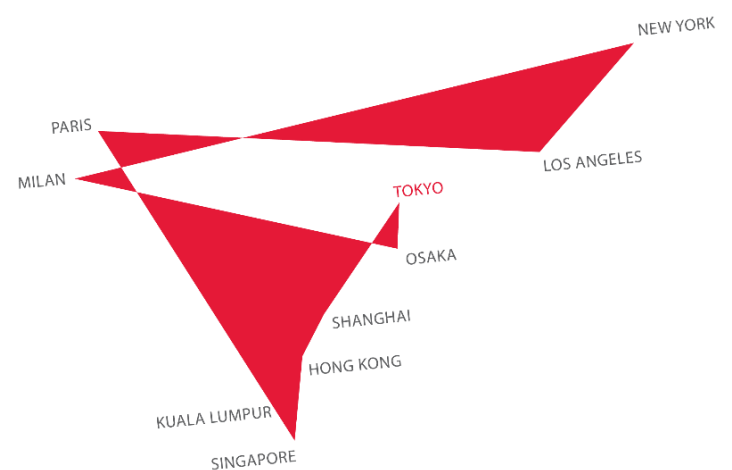 NEW YORK
PARIS
LOS ANGELES
MILAN
TOKYO
OSAKA
SHANGHAI
HONG KONG
KUALA LUMPUR
SINGAPORE